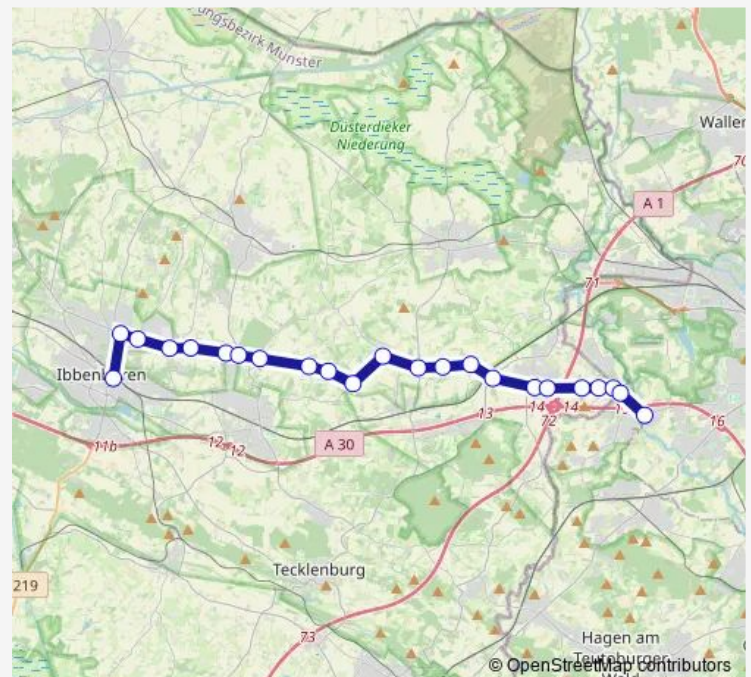 ungsbezirk Münster
Düsterdieker
Niederung
Waller
70
A 1
71
Ibbenbüren
13
14
14
72
16
11b
12
12
A 30
Tecklenburg
219
73
Hagen am
Teutoburger
Wald
© OpenStreetMap contributors